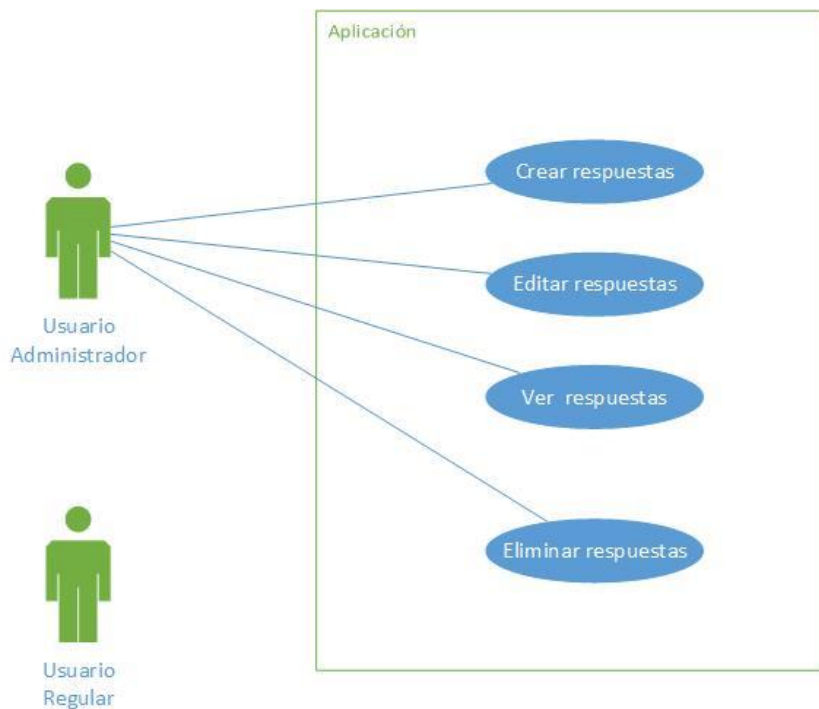 Aplicación
Crear respuestas
Editar respuestas
Ver respuestas
Eliminar respuestas
Usuario
Administrador
Usuario
Regular